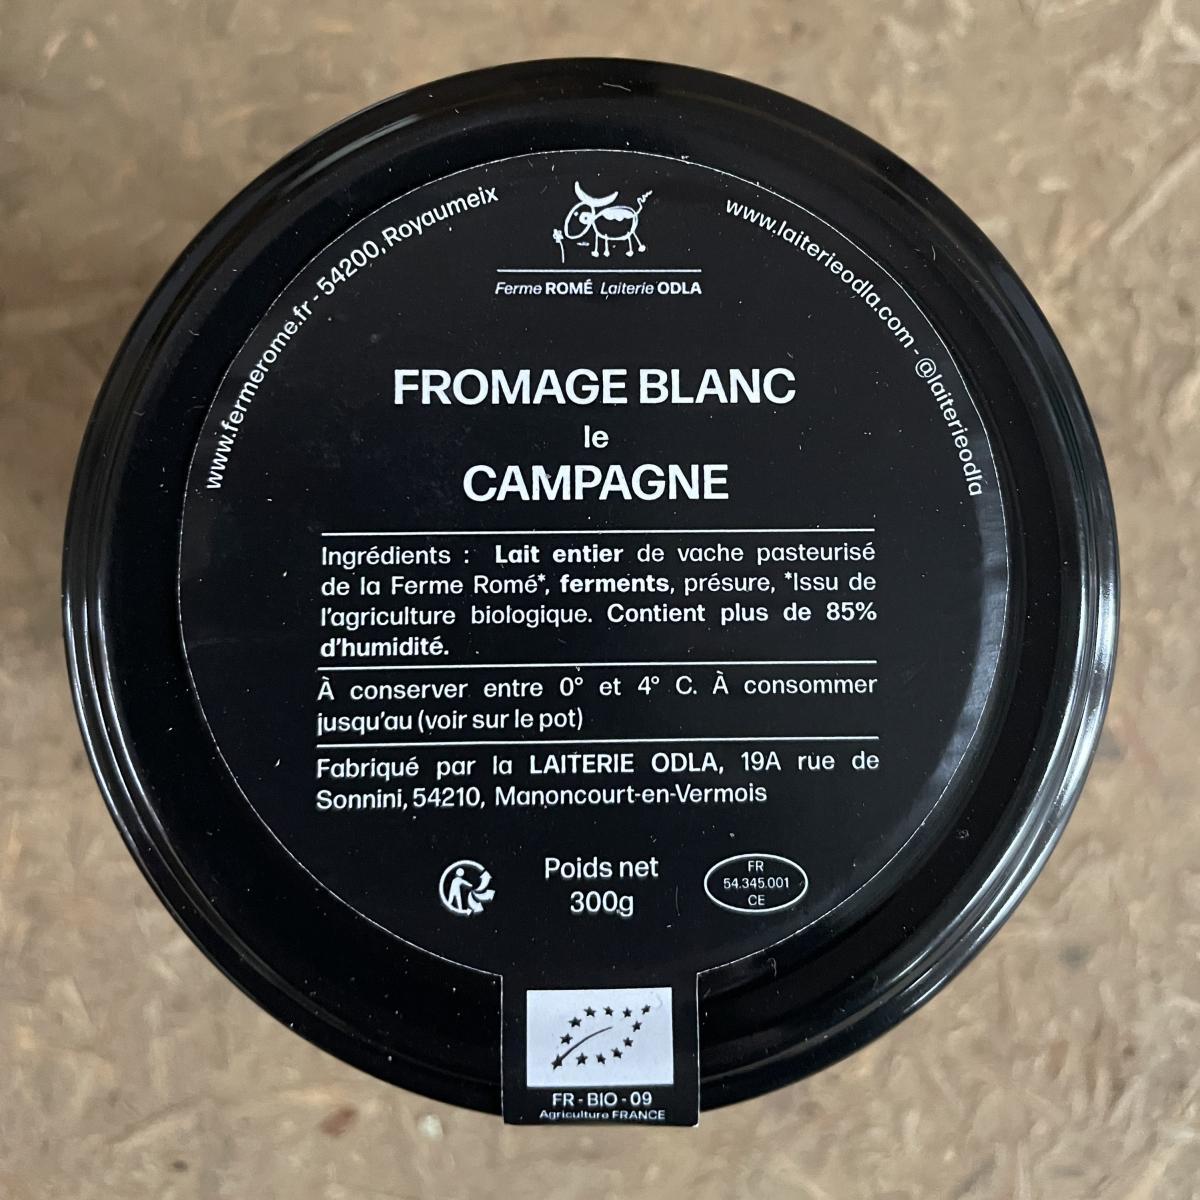 www.fermerome.fr - 54200, Royaumeix
www.laiterieodla.com - @laiterieodla
Ferme ROMÉ Laiterie ODLA
FROMAGE BLANC
le
CAMPAGNE
Ingrédients : Lait entier de vache pasteurisé
de la Ferme Romé*, ferments, présure, *Issu de
l'agriculture biologique. Contient plus de 85%
d'humidité.
À conserver entre 0° et 4° C. À consommer
jusqu'au (voir sur le pot)
Fabriqué par la LAITERIE ODLA, 19A rue de
Sonnini, 54210, Manoncourt-en-Vermois
Poids net
300g
FR
54.345.001
CE
FR - BIO - 09
Agriculture FRANCE